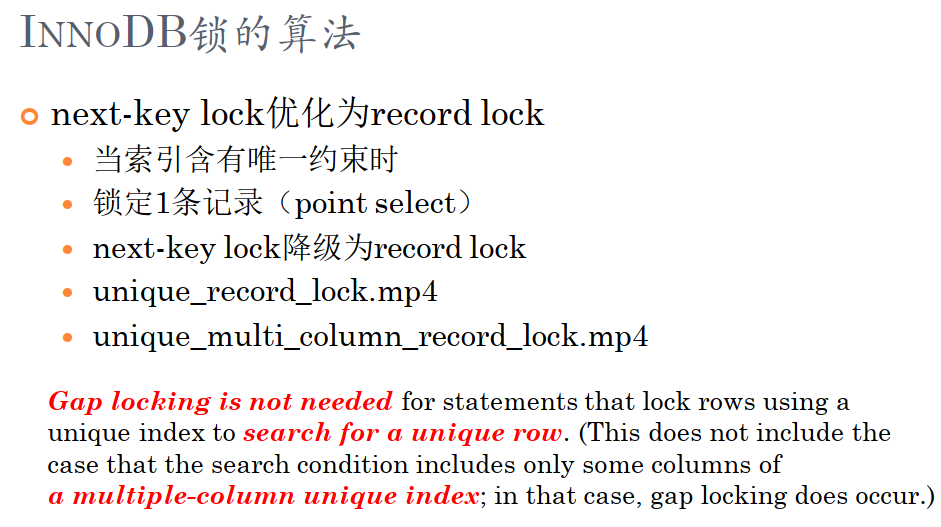 INNODB锁的算法
next-key lock优化为record lock
当索引含有唯一约束时
锁定1条记录（point select）
next-key lock降级为record lock
unique_record_lock.mp4
unique_multi_column_record_lock.mp4
Gap locking is not needed for statements that lock rows using a
unique index to search for a unique row. (This does not include the
case that the search condition includes only some columns of
a multiple-column unique index; in that case, gap locking does occur.)